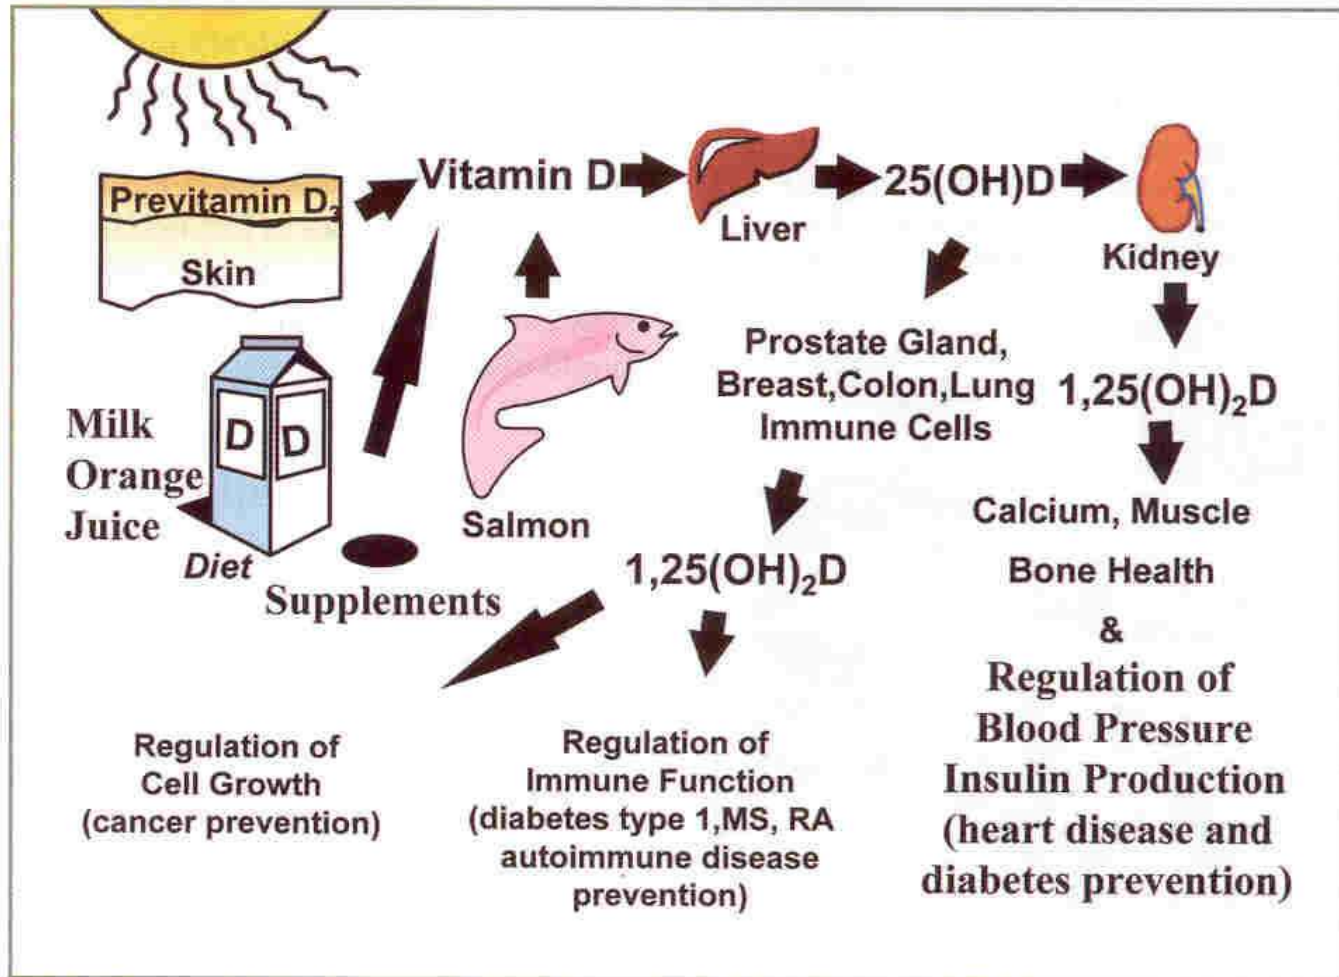 Previtamin D₃
Skin
Vitamin D
Liver
25(OH)D
Kidney
Milk
Orange
Juice
D D
Diet
Supplements
Salmon
Prostate Gland,
Breast,Colon,Lung
Immune Cells
1,25(OH)₂D
1,25(OH)₂D
Calcium, Muscle
Bone Health
&
Regulation of
Blood Pressure
Insulin Production
(heart disease and
diabetes prevention)
Regulation of
Cell Growth
(cancer prevention)
Regulation of
Immune Function
(diabetes type 1,MS, RA
autoimmune disease
prevention)